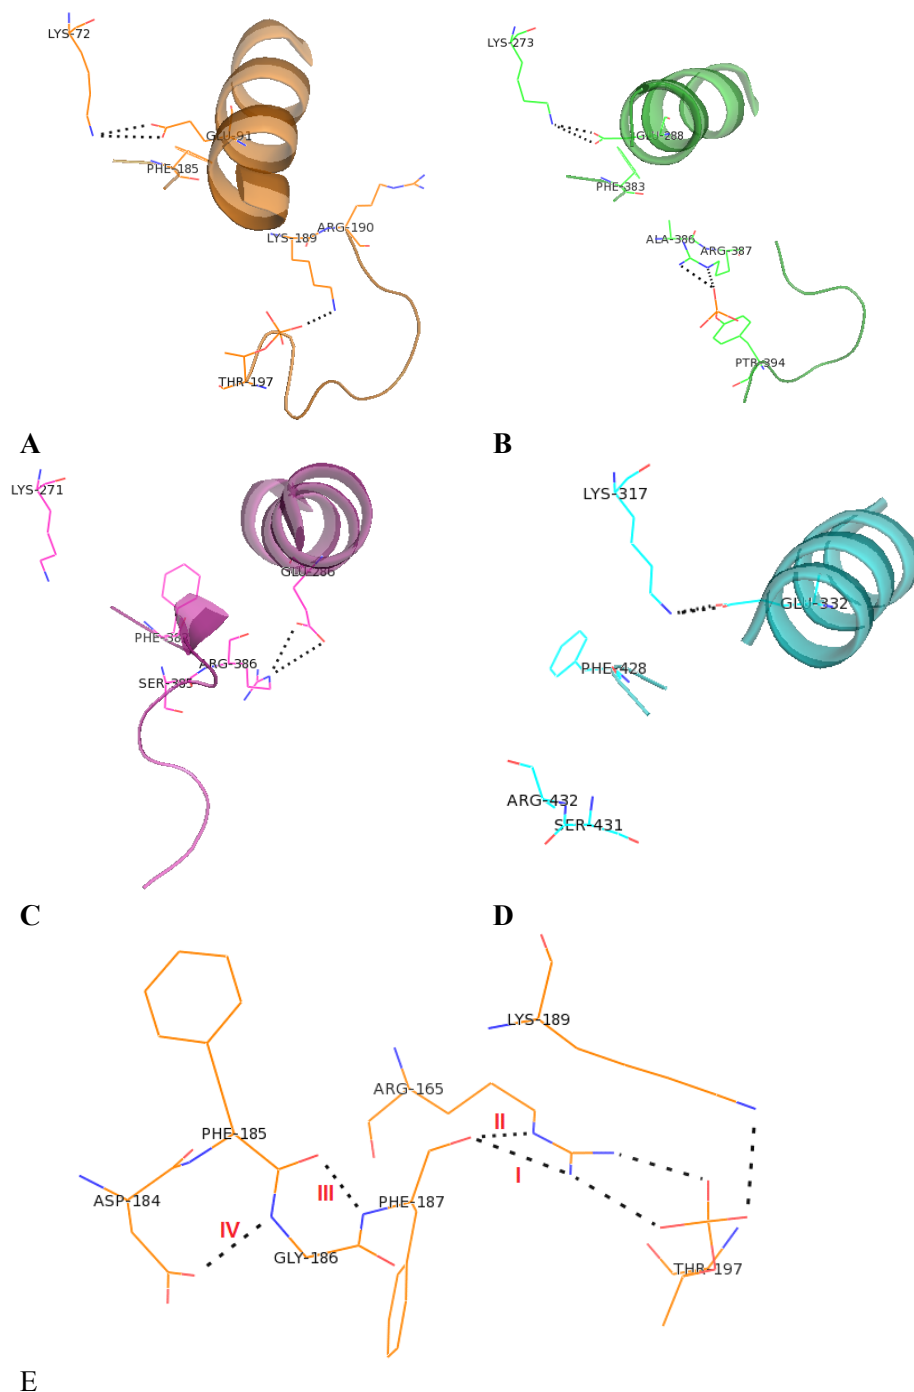 LYS-72
GLU-91
PHE-185
LYS-189
ARG-190
THR-197
A
LYS-273
GLU-288
PHE-383
ALA-386
ARG-387
PTR-394
B
LYS-271
GLU-286
ARG-386
SER-385
C
LYS-317
GLU-332
PHE-428
ARG-432
SER-431
D
LYS-189
ARG-165
II
PHE-185
I
ASP-184
III
PHE-187
IV
GLY-186
THR-197
E